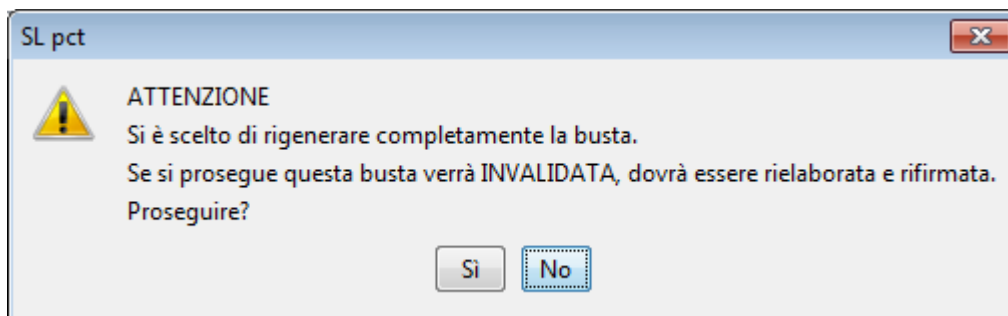 SL pct
ATTENZIONE
Si è scelto di rigenerare completamente la busta.
Se si prosegue questa busta verrà INVALIDATA, dovrà essere rielaborata e rifirmata.
Proseguire?
Sì
No